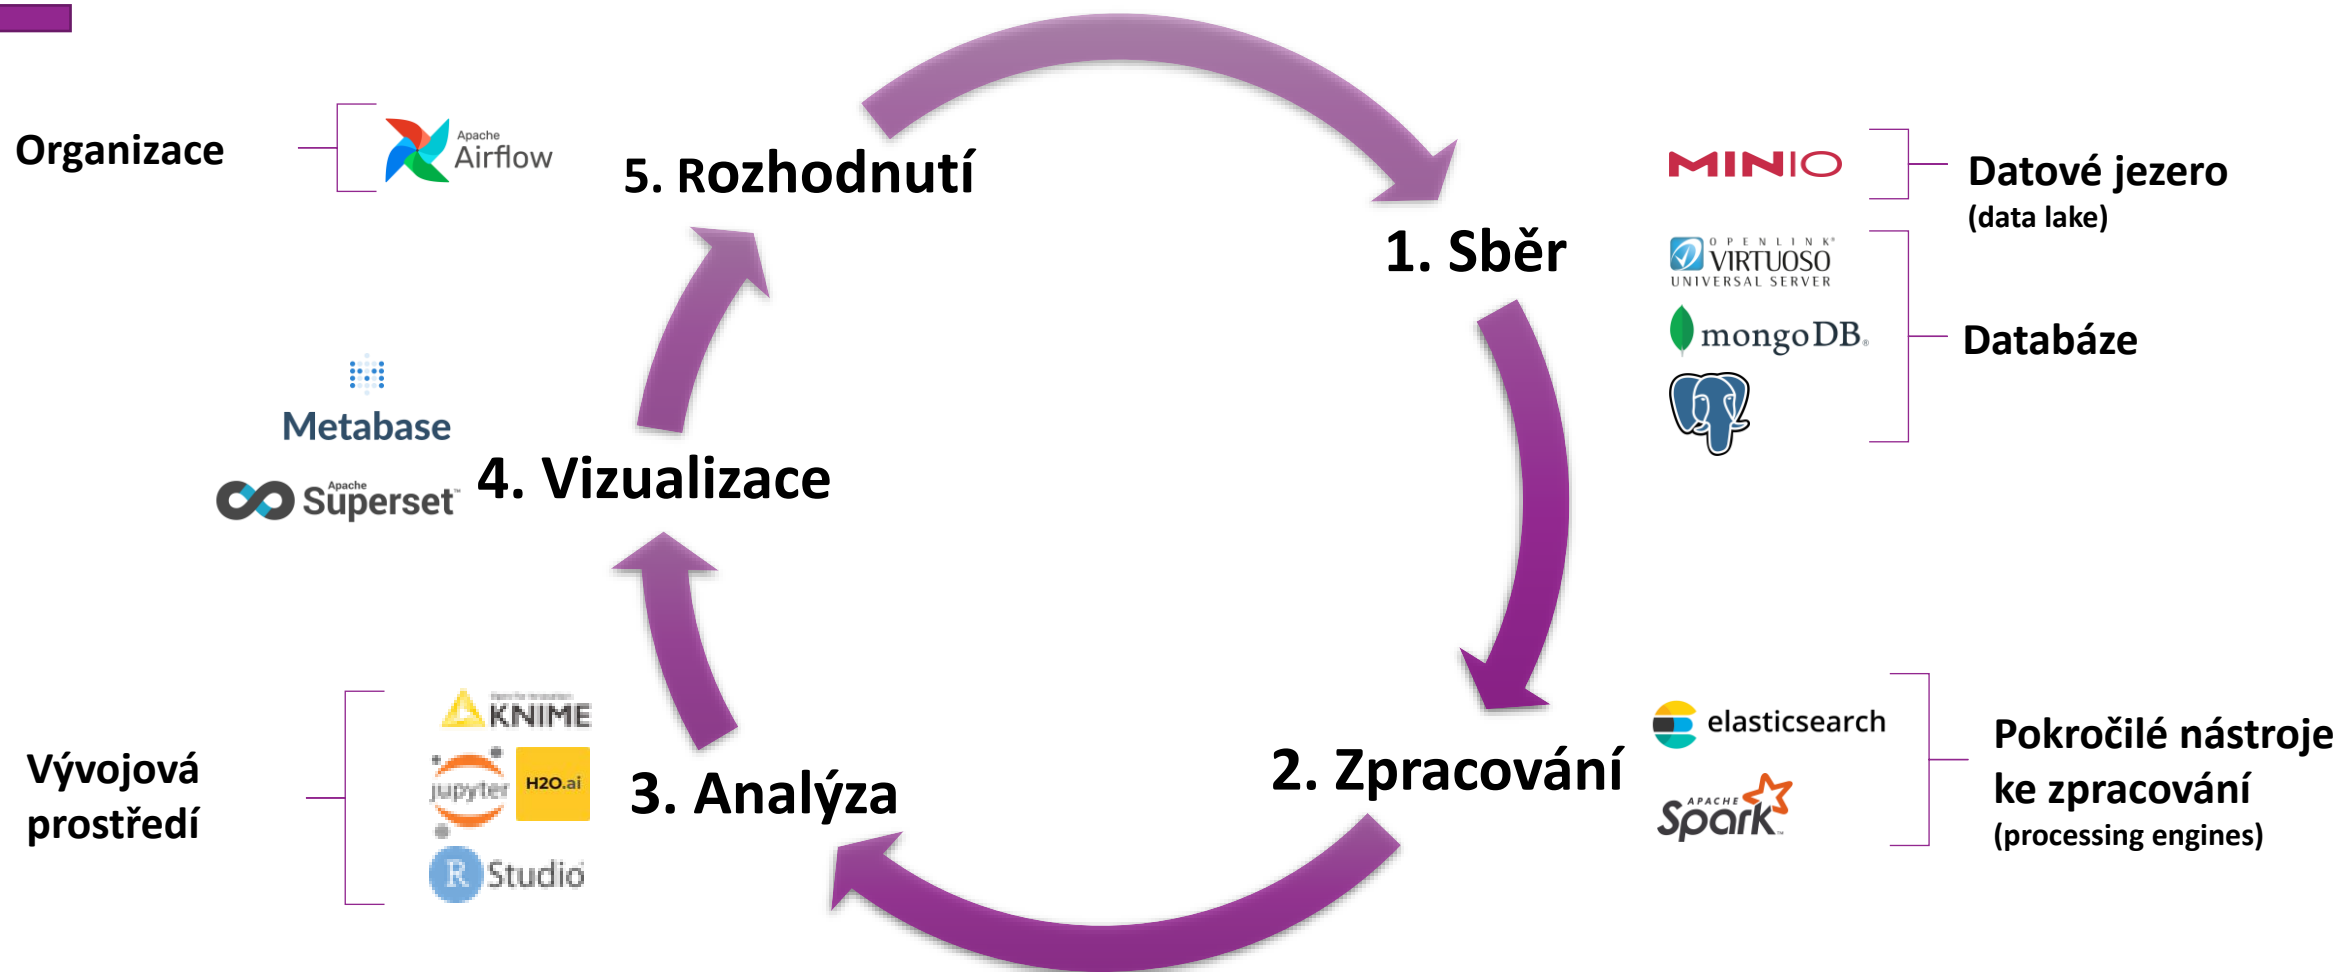 Organizace
Apache
Airflow
5. Rozhodnutí
MINIO
Datové jezero
(data lake)
1. Sběr
OPENLINK®
VIRTUOSO
UNIVERSAL SERVER
mongoDB®
Databáze
Metabase
Apache
Superset™
4. Vizualizace
KNIME
jupyter
H2O.ai
R Studio
Vývojová
prostředí
3. Analýza
2. Zpracování
elasticsearch
APACHE
Spark™
Pokročilé nástroje
ke zpracování
(processing engines)